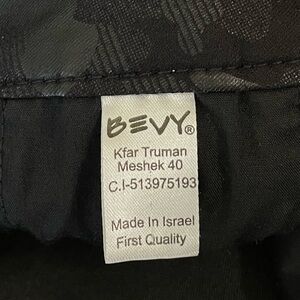 BEVY®
Kfar Truman
Meshek 40
C.I-513975193
Made In Israel
First Quality